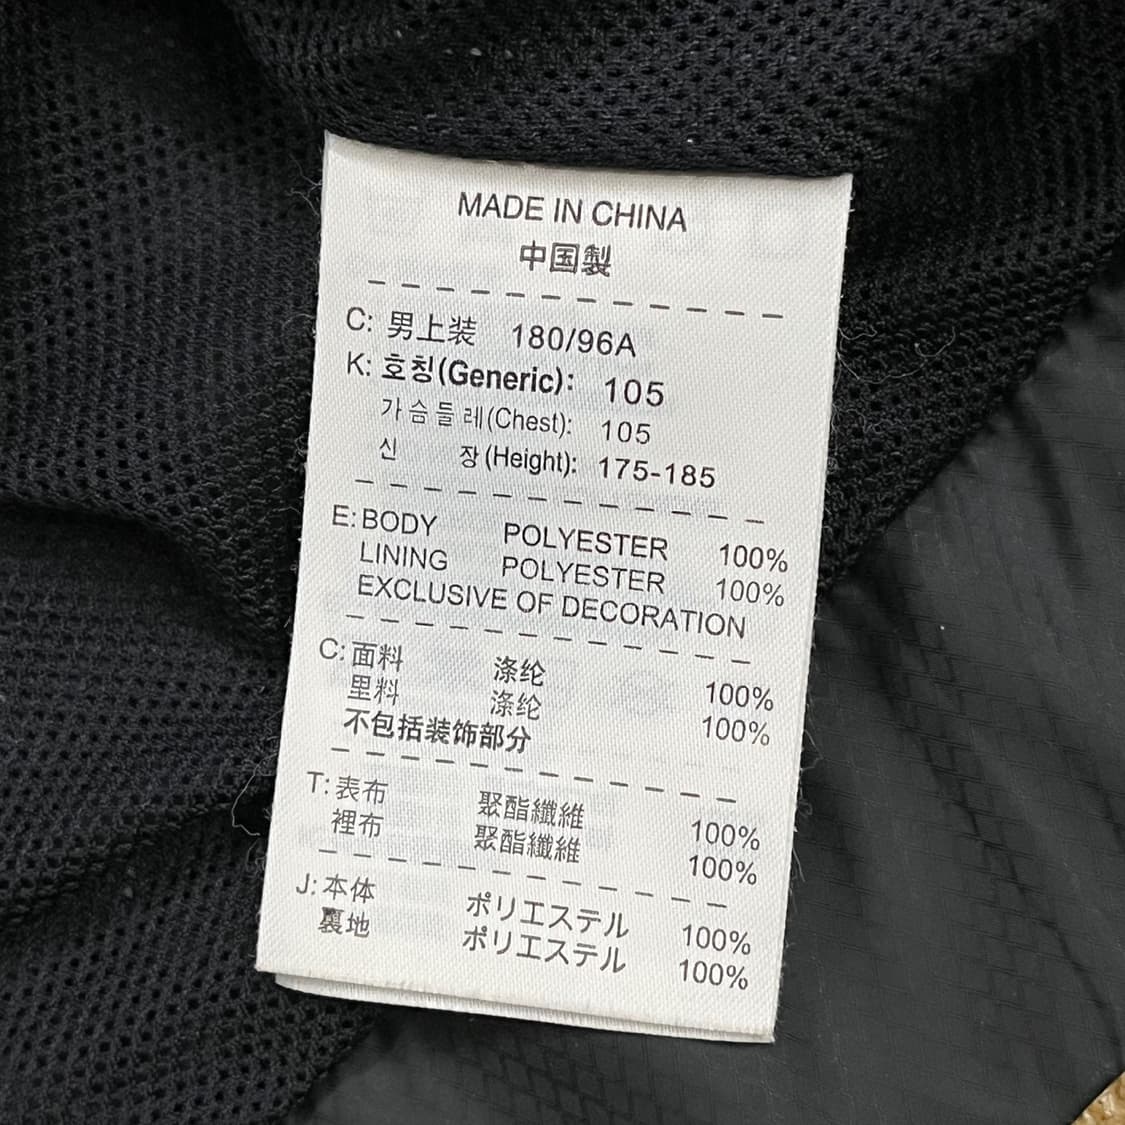 MADE IN CHINA
中国製
C: 男上装 180/96A
K: 호칭(Generic): 105
가슴들레(Chest): 105
신 장(Height): 175-185
E: BODY POLYESTER 100%
LINING POLYESTER 100%
EXCLUSIVE OF DECORATION
C: 面料 涤纶 100%
里料 涤纶 100%
不包括装饰部分
T: 表布 聚酯纖維 100%
裡布 聚酯纖維 100%
J: 本体 ポリエステル 100%
裏地 ポリエステル 100%